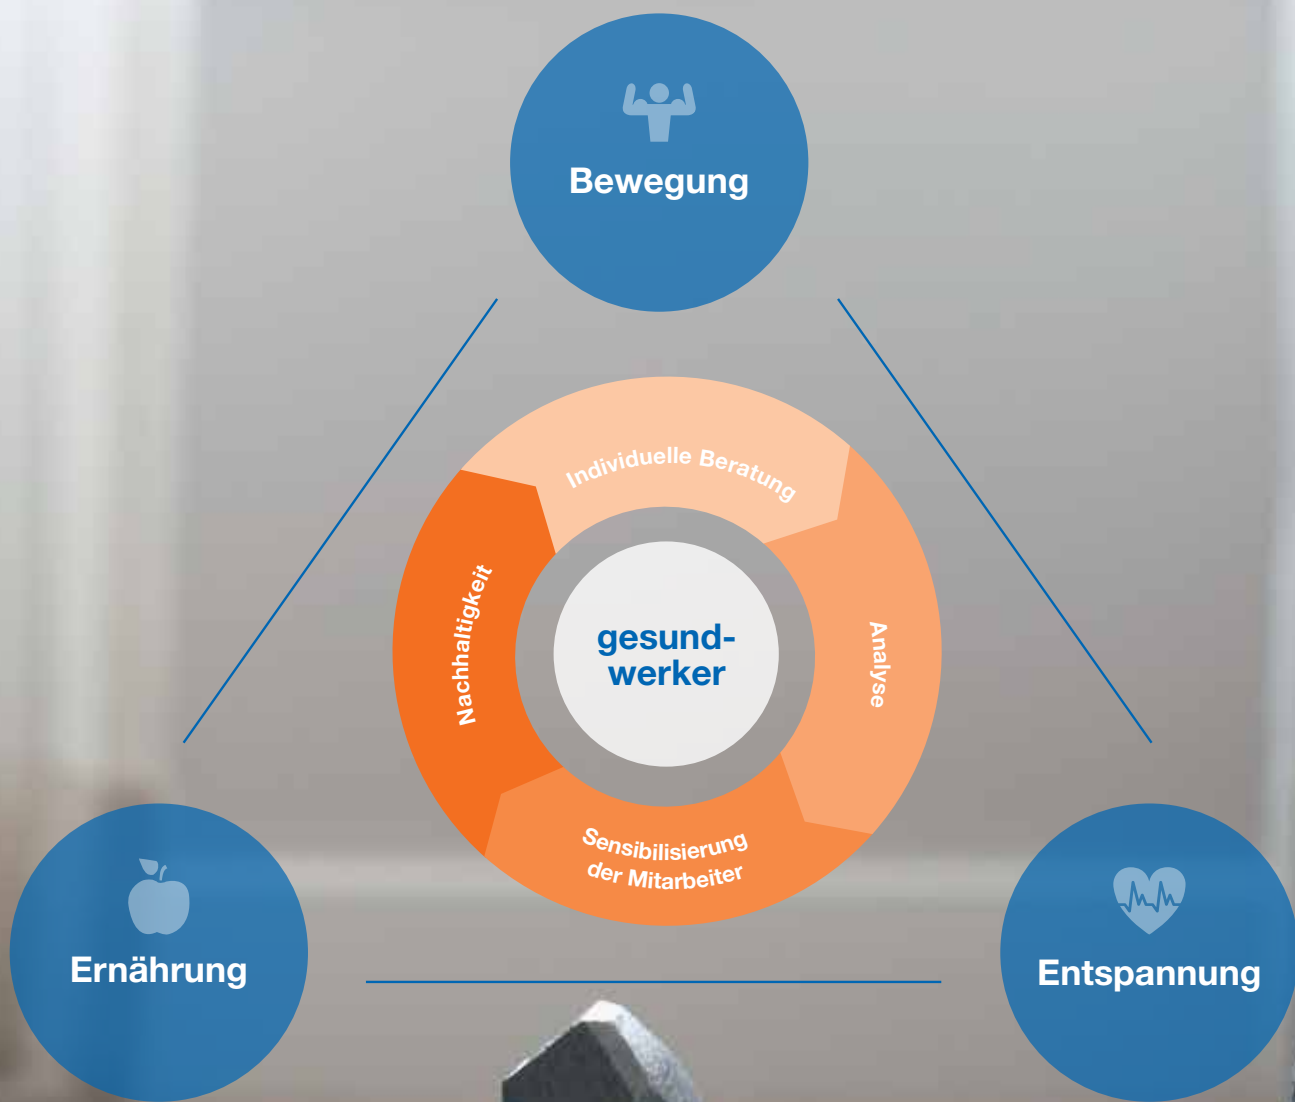 Bewegung
Individuelle Beratung
Analyse
Sensibilisierung
der Mitarbeiter
Nachhaltigkeit
gesund-
werker
Ernährung
Entspannung